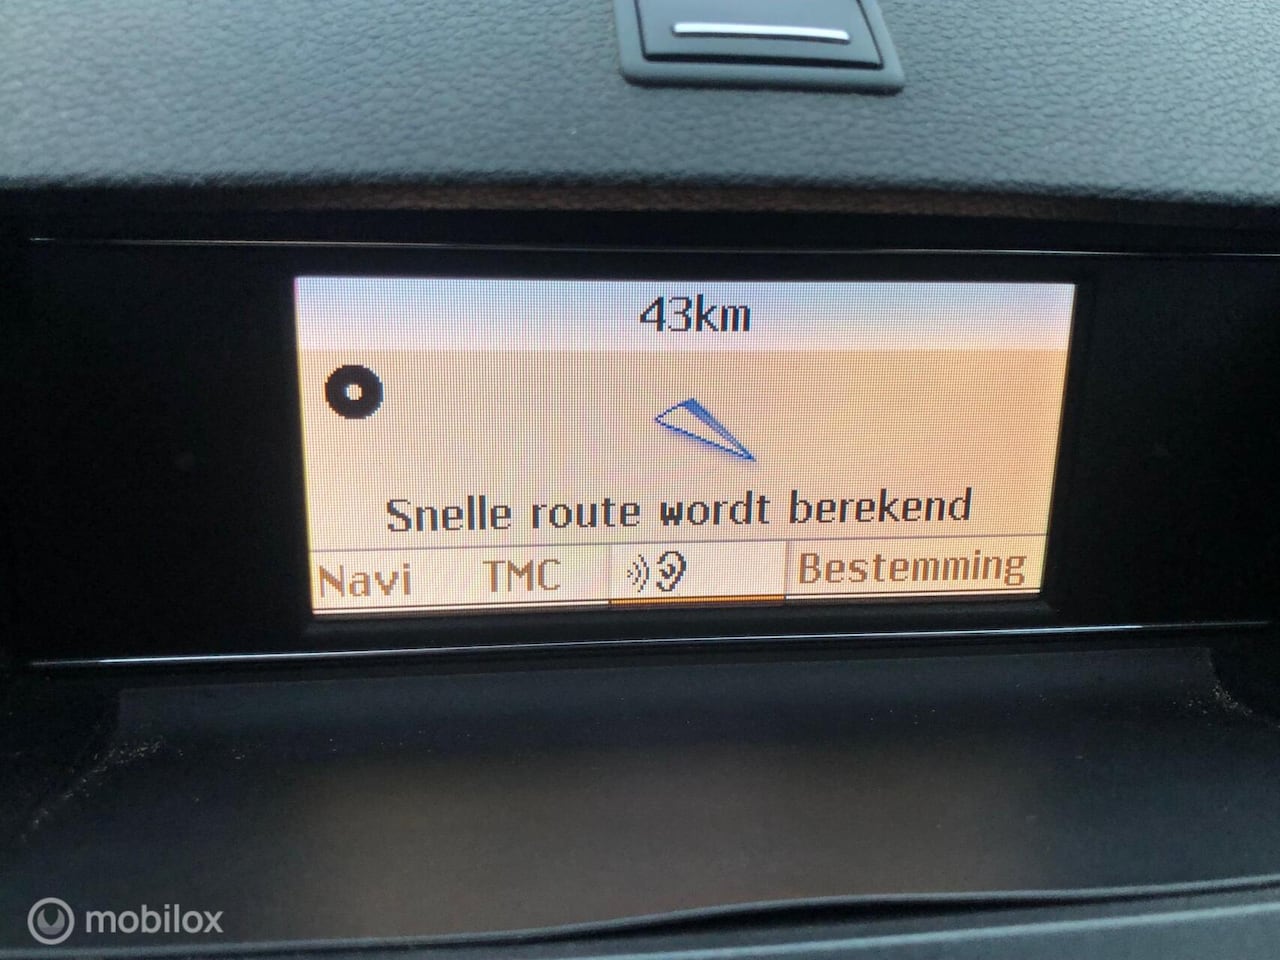 43km
Snelle route wordt berekend
Navi TMC Bestemming
mobilox